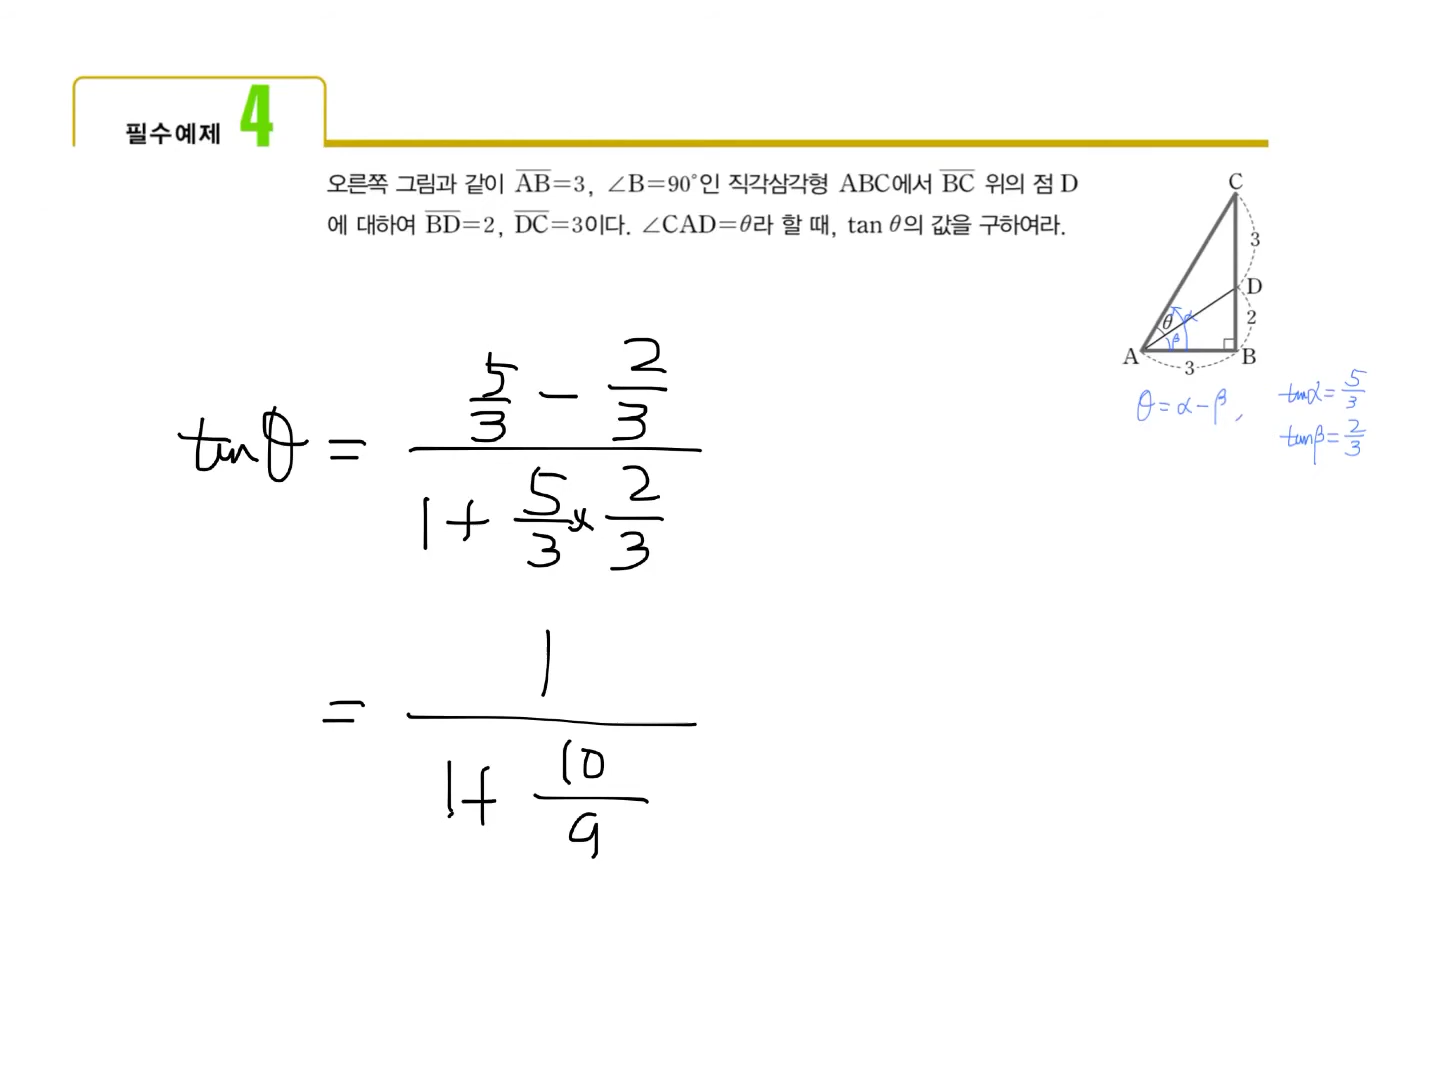 필수예제 4
오른쪽 그림과 같이 AB=3, ∠B=90°인 직각삼각형 ABC에서 BC 위의 점 D
에 대하여 BD=2, DC=3이다. ∠CAD=θ라 할 때, tan θ의 값을 구하여라.
C
3
D
θ α
2
β
A B
3
θ = α - β, tanα = 5/3
tanβ = 2/3
tanθ = (5/3 - 2/3) / (1 + 5/3 × 2/3)
= 1 / (1 + 10/9)